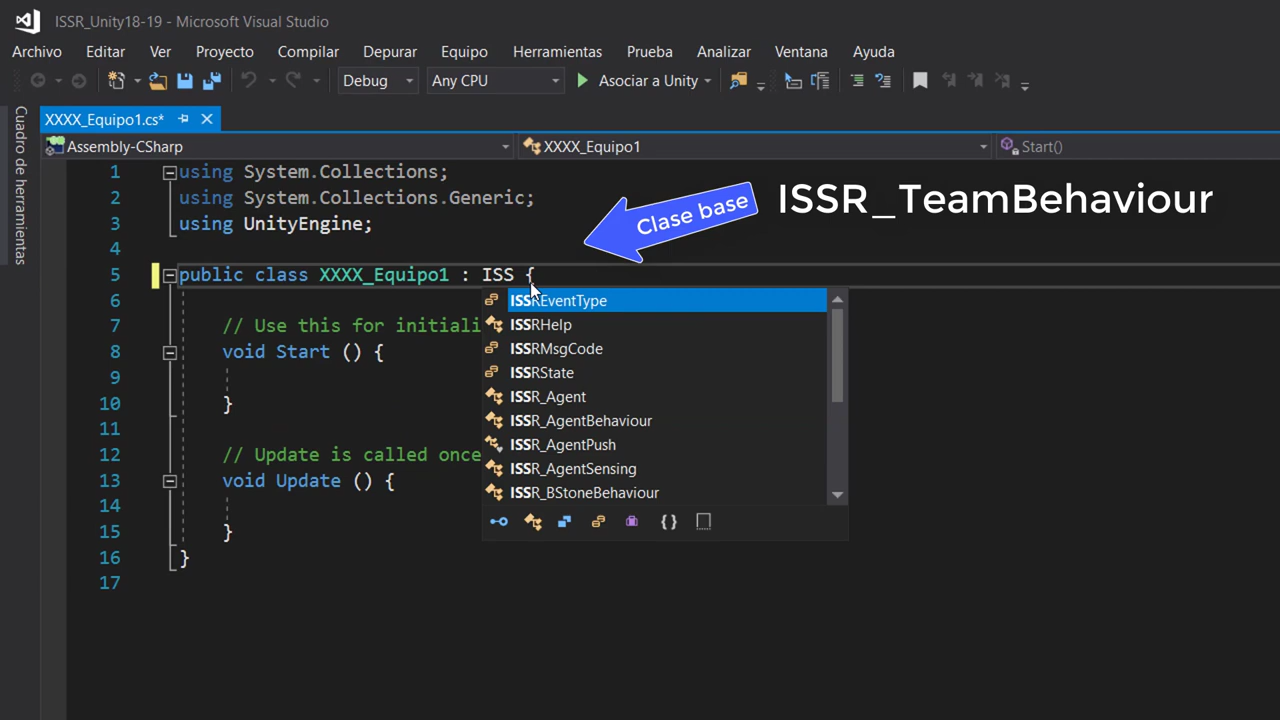 ISSR_Unity18-19 - Microsoft Visual Studio
Archivo Editar Ver Proyecto Compilar Depurar Equipo Herramientas Prueba Analizar Ventana Ayuda
Debug Any CPU Asociar a Unity
Cuadro de herramientas
XXXX_Equipo1.cs*
Assembly-CSharp XXXX_Equipo1 Start()
1 using System.Collections;
2 using System.Collections.Generic;
3 using UnityEngine;
Clase base
ISSR_TeamBehaviour
4
5 public class XXXX_Equipo1 : ISS {
6
7 // Use this for initiali
8 void Start () {
9
10 }
11
12 // Update is called once
13 void Update () {
14
15 }
16 }
17
ISSREventType
ISSRHelp
ISSRMsgCode
ISSRState
ISSR_Agent
ISSR_AgentBehaviour
ISSR_AgentPush
ISSR_AgentSensing
ISSR_BStoneBehaviour